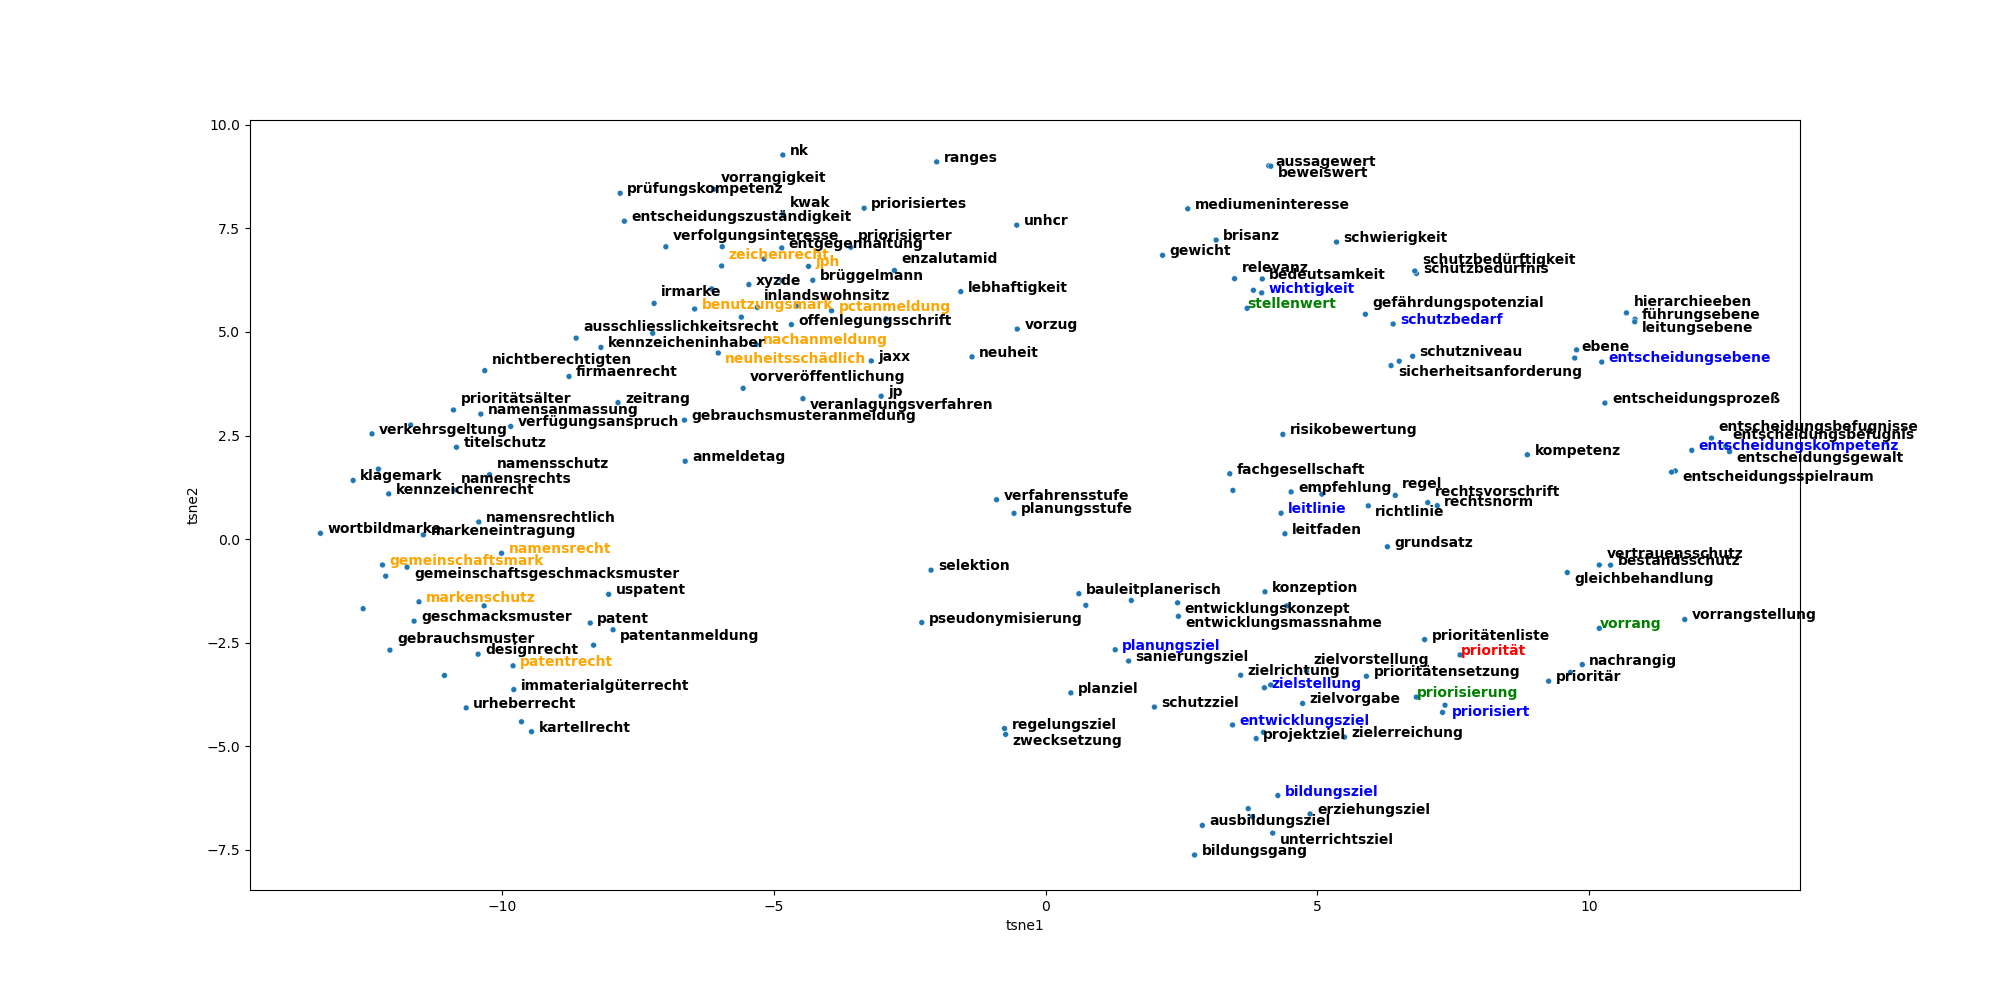 10.0
7.5
5.0
2.5
0.0
−2.5
−5.0
−7.5
tsne2
nk
ranges
aussagewert
beweiswert
vorrangigkeit
prüfungskompetenz
kwak
priorisiertes
mediumeninteresse
entscheidungszuständigkeit
unhcr
verfolgungsinteresse
priorisierter
brisanz
schwierigkeit
entgegenhaltung
gewicht
zeichenrecht
jph
enzalutamid
schutzbedürftigkeit
relevanz
schutzbedürfnis
brüggelmann
bedeutsamkeit
xyzde
irmarke
lebhaftigkeit
wichtigkeit
inlandswohnsitz
benutzungsmark
pctanmeldung
stellenwert
gefährdungspotenzial
hierarchieeben
führungsebene
offenlegungsschrift
schutzbedarf
ausschliesslichkeitsrecht
vorzug
leitungsebene
kennzeicheninhaber
nachanmeldung
ebene
nichtberechtigten
neuheitsschädlich
jaxx
neuheit
schutzniveau
entscheidungsebene
firmaenrecht
vorveröffentlichung
sicherheitsanforderung
prioritätsälter
zeitrang
jp
entscheidungsprozeß
namensanmassung
veranlagungsverfahren
verfügungsanspruch
gebrauchsmusteranmeldung
verkehrsgeltung
risikobewertung
entscheidungsbefugnisse
entscheidungsbefugnis
titelschutz
kompetenz
entscheidungskompetenz
namensschutz
anmeldetag
entscheidungsgewalt
klagemark
namensrechts
fachgesellschaft
entscheidungsspielraum
kennzeichenrecht
verfahrensstufe
empfehlung
regel
rechtsvorschrift
planungsstufe
leitlinie
richtlinie
rechtsnorm
wortbildmarke
namensrechtlich
markeneintragung
leitfaden
namensrecht
grundsatz
gemeinschaftsmark
vertrauensschutz
bestandsschutz
gemeinschaftsgeschmacksmuster
selektion
gleichbehandlung
markenschutz
uspatent
bauleitplanerisch
konzeption
geschmacksmuster
patent
pseudonymisierung
entwicklungskonzept
entwicklungsmassnahme
vorrangstellung
vorrang
gebrauchsmuster
patentanmeldung
prioritätenliste
designrecht
planungsziel
priorität
patentrecht
sanierungsziel
zielvorstellung
nachrangig
zielrichtung
prioritätensetzung
prioritär
immaterialgüterrecht
planziel
zielstellung
priorisierung
urheberrecht
schutzziel
zielvorgabe
priorisiert
kartellrecht
regelungsziel
entwicklungsziel
zwecksetzung
projektziel
zielerreichung
bildungsziel
erziehungsziel
ausbildungsziel
unterrichtsziel
bildungsgang
−10
−5
0
5
10
tsne1